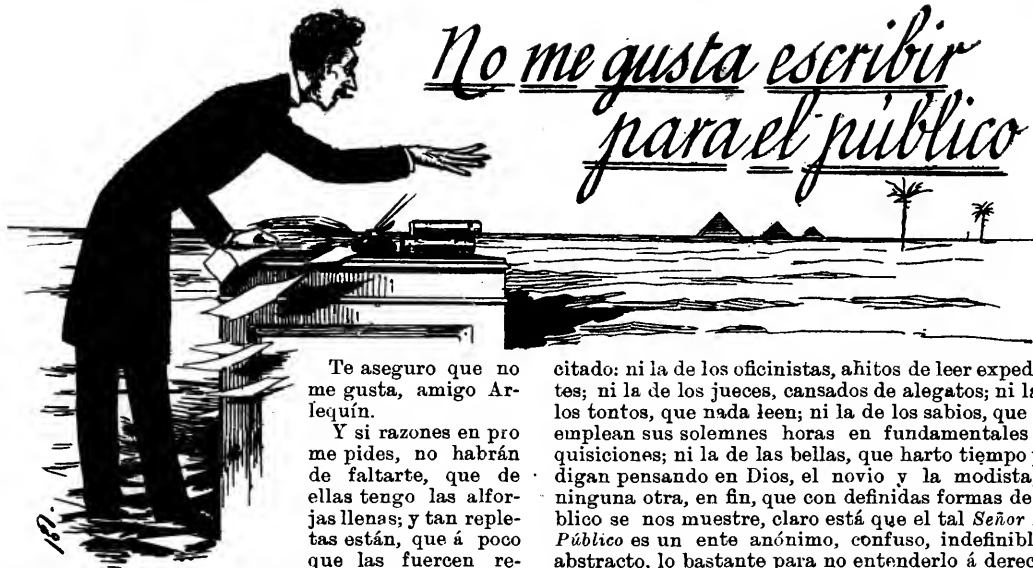 No me gusta escribir
para el público
Te aseguro que no
me gusta, amigo Ar-
lequín.
Y si razones en pro
me pides, no habrán
de faltarte, que de
ellas tengo las alfor-
jas llenas; y tan reple-
tas están, que á poco
que las fuercen re-
citado: ni la de los oficinistas, ahitos de leer exped
tes; ni la de los jueces, cansados de alegatos; ni la
los tontos, que nada leen; ni la de los sabios, que
emplean sus solemnes horas en fundamentales
quisiciones; ni la de las bellas, que harto tiempo
digan pensando en Dios, el novio y la modista
ninguna otra, en fin, que con definidas formas de
blico se nos muestre, claro está que el tal Señor
Público es un ente anónimo, confuso, indefinibl
abstracto, lo bastante para no entenderlo á derec